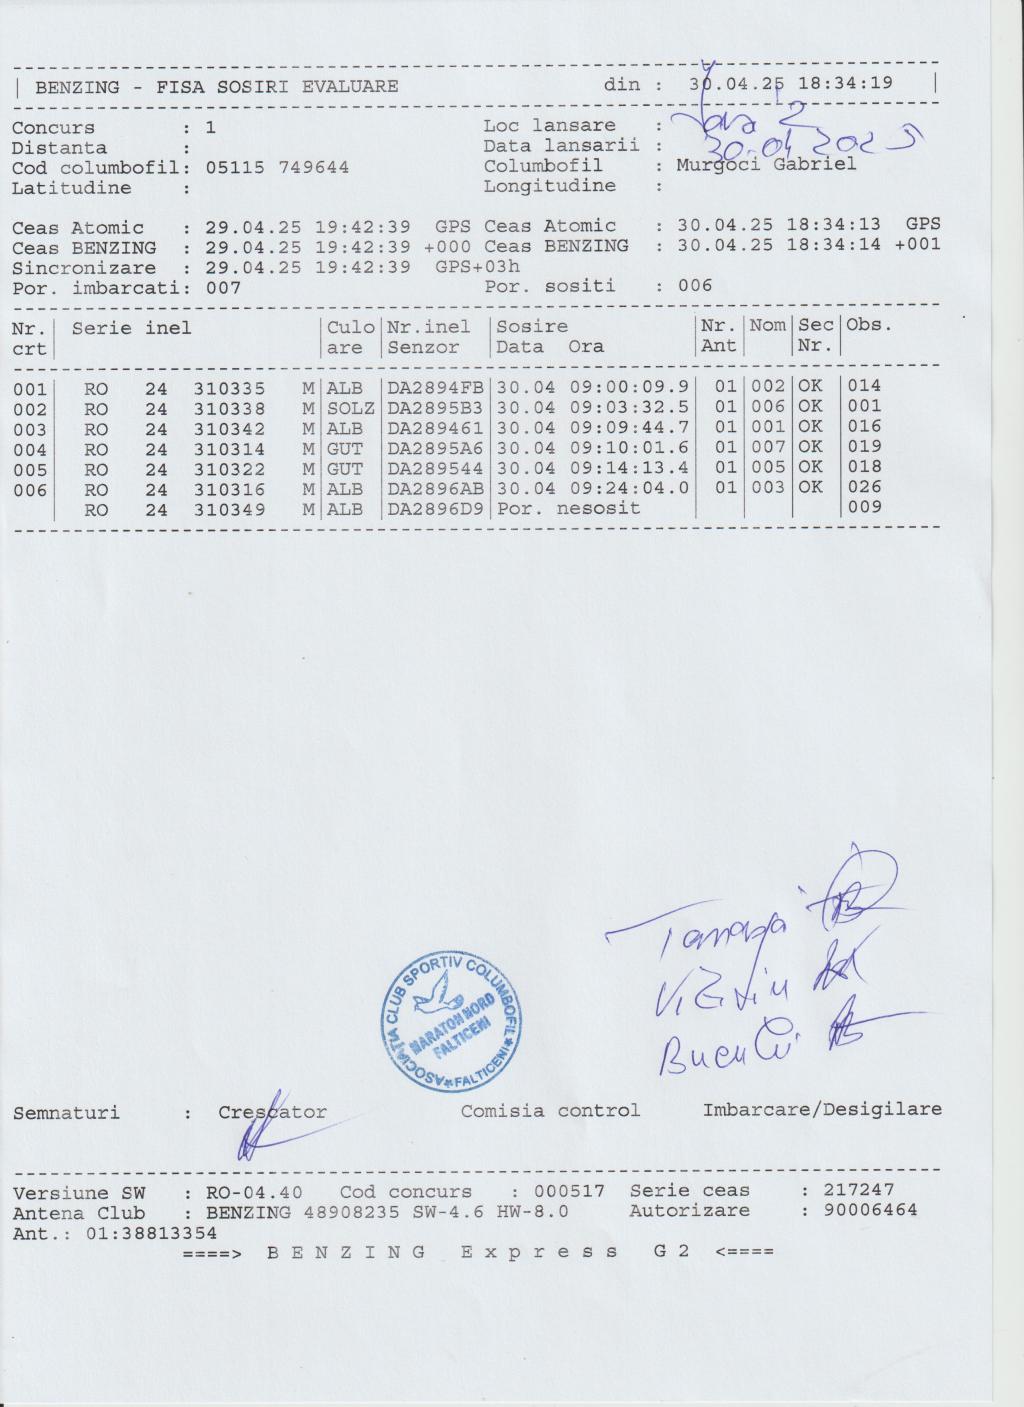 BENZING - FISA SOSIRI EVALUARE din : 30.04.25 18:34:19
Concurs : 1 Loc lansare : 2
Distanta : Data lansarii : 30.04 2025
Cod columbofil: 05115 749644 Columbofil : Murgoci Gabriel
Latitudine : Longitudine :
Ceas Atomic : 29.04.25 19:42:39 GPS Ceas Atomic : 30.04.25 18:34:13 GPS
Ceas BENZING : 29.04.25 19:42:39 +000 Ceas BENZING : 30.04.25 18:34:14 +001
Sincronizare : 29.04.25 19:42:39 GPS+03h
Por. imbarcati: 007 Por. sositi : 006
Nr. Serie inel Culo Nr.inel Sosire Nr. Nom Sec Obs.
crt are Senzor Data Ora Ant Nr.
001 RO 24 310335 M ALB DA2894FB 30.04 09:00:09.9 01 002 OK 014
002 RO 24 310338 M SOLZ DA2895B3 30.04 09:03:32.5 01 006 OK 001
003 RO 24 310342 M ALB DA289461 30.04 09:09:44.7 01 001 OK 016
004 RO 24 310314 M GUT DA2895A6 30.04 09:10:01.6 01 007 OK 019
005 RO 24 310322 M GUT DA289544 30.04 09:14:13.4 01 005 OK 018
006 RO 24 310316 M ALB DA2896AB 30.04 09:24:04.0 01 003 OK 026
RO 24 310349 M ALB DA2896D9 Por. nesosit 009
ASOCIATIA CLUB SPORTIV COLUMBOFIL
MARATON NORD
FALTICENI
*FALTICENI*
Semnaturi : Crescator Comisia control Imbarcare/Desigilare
Versiune SW : RO-04.40 Cod concurs : 000517 Serie ceas : 217247
Antena Club : BENZING 48908235 SW-4.6 HW-8.0 Autorizare : 90006464
Ant.: 01:38813354
====> B E N Z I N G E x p r e s s G 2 <====